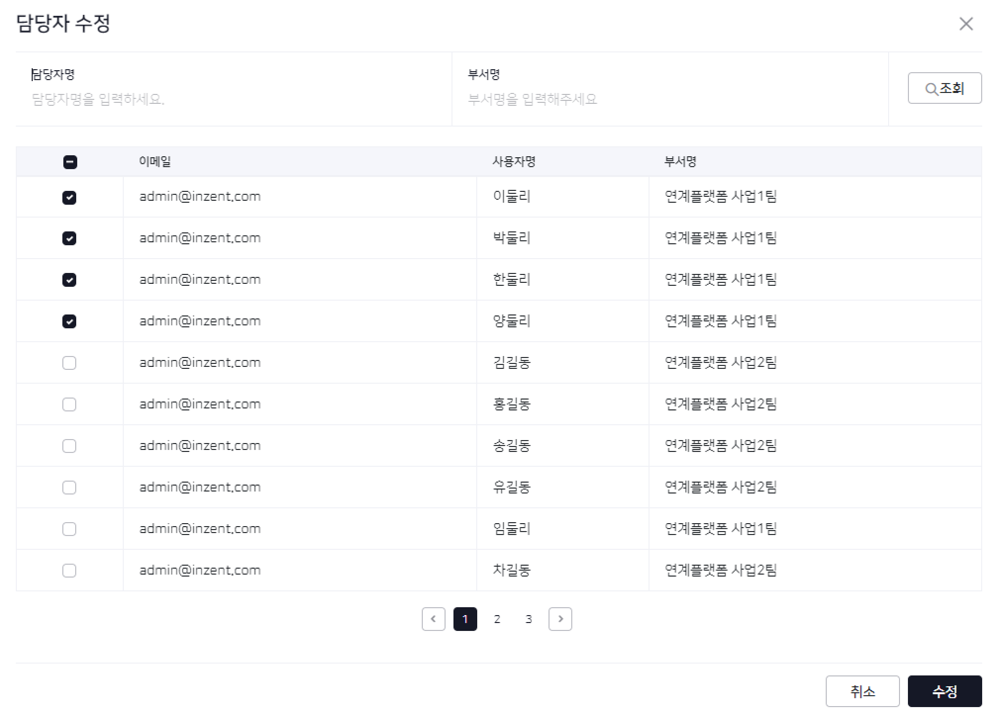 담당자 수정
담당자명
담당자명을 입력하세요.
부서명
부서명을 입력해주세요
조회
이메일 사용자명 부서명
admin@inzent.com 이둘리 연계플랫폼 사업1팀
admin@inzent.com 박둘리 연계플랫폼 사업1팀
admin@inzent.com 한둘리 연계플랫폼 사업1팀
admin@inzent.com 양둘리 연계플랫폼 사업1팀
admin@inzent.com 김길동 연계플랫폼 사업2팀
admin@inzent.com 홍길동 연계플랫폼 사업2팀
admin@inzent.com 송길동 연계플랫폼 사업2팀
admin@inzent.com 유길동 연계플랫폼 사업2팀
admin@inzent.com 임둘리 연계플랫폼 사업1팀
admin@inzent.com 차길동 연계플랫폼 사업2팀
1 2 3
취소 수정